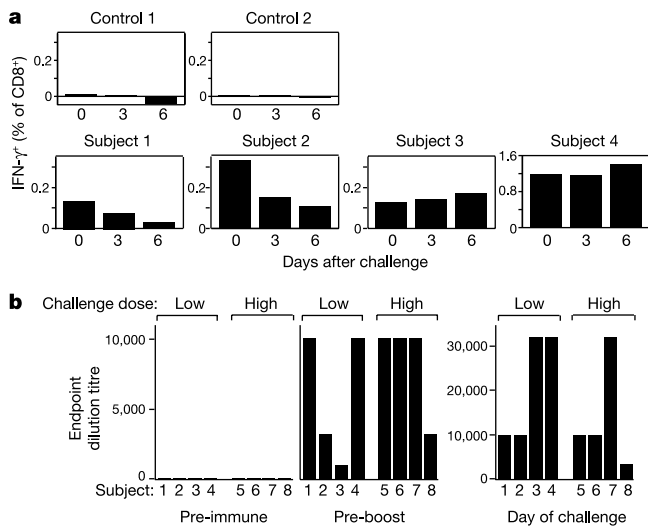 a
Control 1 Control 2
0.2 0.2
0 0
0 3 6 0 3 6
IFN-γ⁺ (% of CD8⁺)
Subject 1 Subject 2 Subject 3 Subject 4
1.6
0.2 0.2 0.2 0.8
0 0 0 0
0 3 6 0 3 6 0 3 6 0 3 6
Days after challenge
b
Challenge dose: Low High Low High Low High
10,000 30,000
20,000
5,000
10,000
0 0
Endpoint
dilution titre
Subject: 1 2 3 4 5 6 7 8 1 2 3 4 5 6 7 8 1 2 3 4 5 6 7 8
Pre-immune Pre-boost Day of challenge